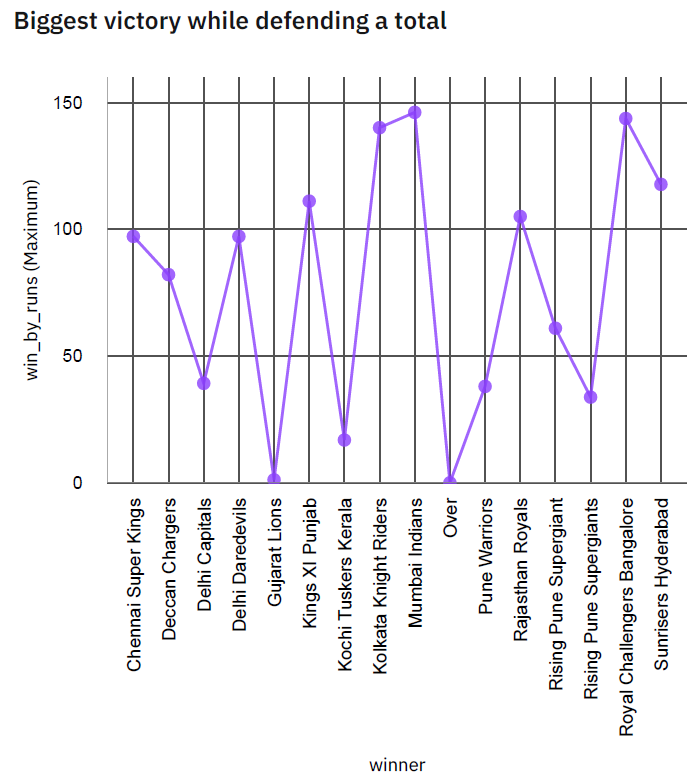 Biggest victory while defending a total
win_by_runs (Maximum)
150
100
50
0
Chennai Super Kings
Deccan Chargers
Delhi Capitals
Delhi Daredevils
Gujarat Lions
Kings XI Punjab
Kochi Tuskers Kerala
Kolkata Knight Riders
Mumbai Indians
Over
Pune Warriors
Rajasthan Royals
Rising Pune Supergiant
Rising Pune Supergiants
Royal Challengers Bangalore
Sunrisers Hyderabad
winner